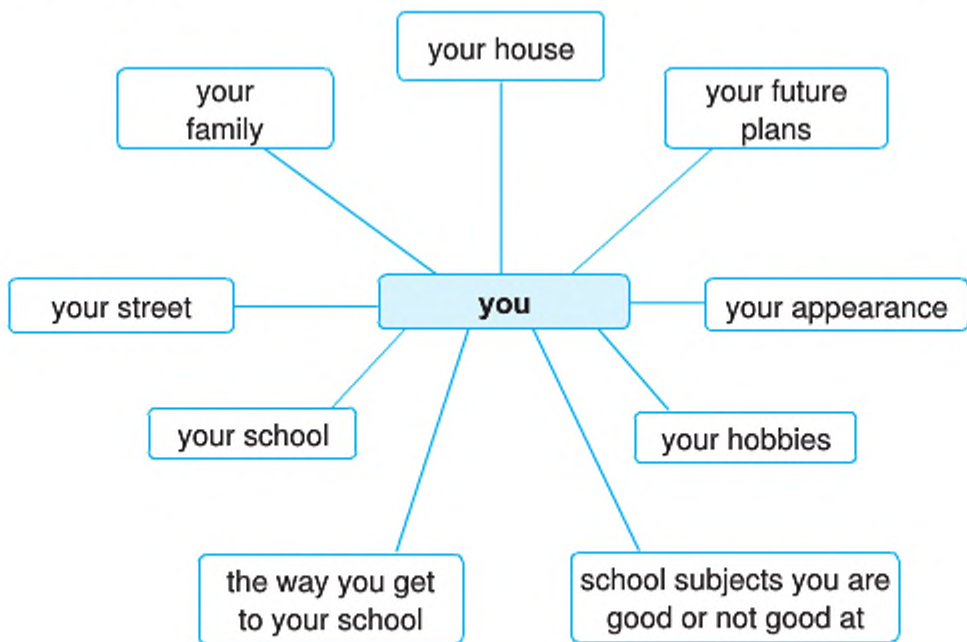 your house
your
family
your future
plans
your street
you
your appearance
your school
your hobbies
the way you get
to your school
school subjects you are
good or not good at